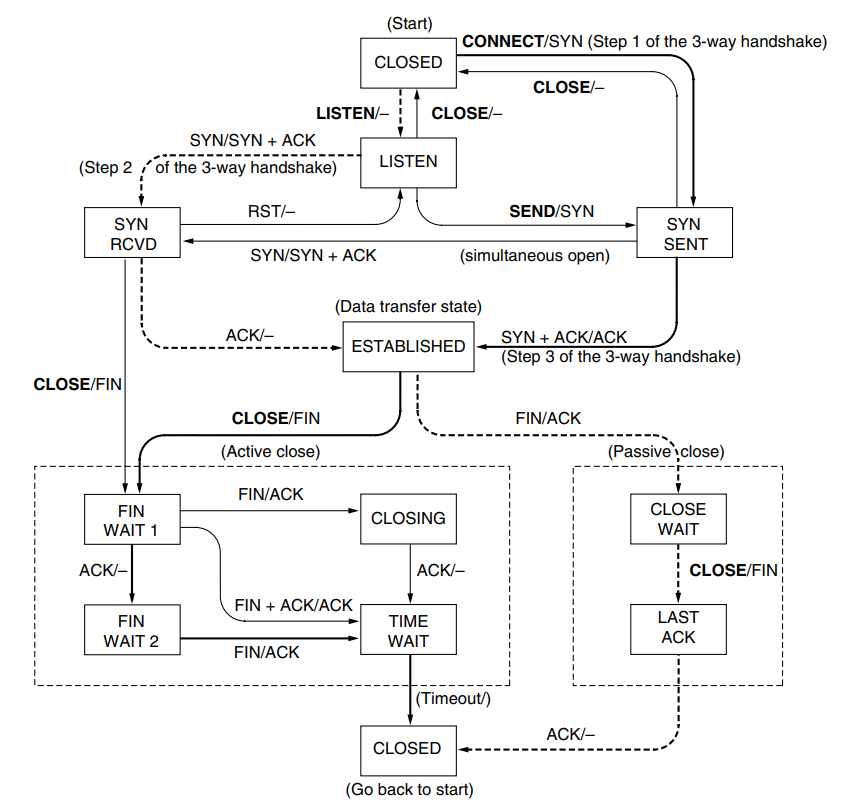 (Start)
CLOSED
CONNECT/SYN (Step 1 of the 3-way handshake)
CLOSE/–
LISTEN/–
CLOSE/–
SYN/SYN + ACK
(Step 2 of the 3-way handshake)
LISTEN
RST/–
SEND/SYN
SYN
RCVD
SYN
SENT
SYN/SYN + ACK
(simultaneous open)
(Data transfer state)
ACK/–
ESTABLISHED
SYN + ACK/ACK
(Step 3 of the 3-way handshake)
CLOSE/FIN
CLOSE/FIN
FIN/ACK
(Active close)
(Passive close)
FIN
WAIT 1
FIN/ACK
CLOSING
CLOSE
WAIT
ACK/–
ACK/–
CLOSE/FIN
FIN + ACK/ACK
FIN
WAIT 2
FIN/ACK
TIME
WAIT
LAST
ACK
(Timeout/)
CLOSED
ACK/–
(Go back to start)